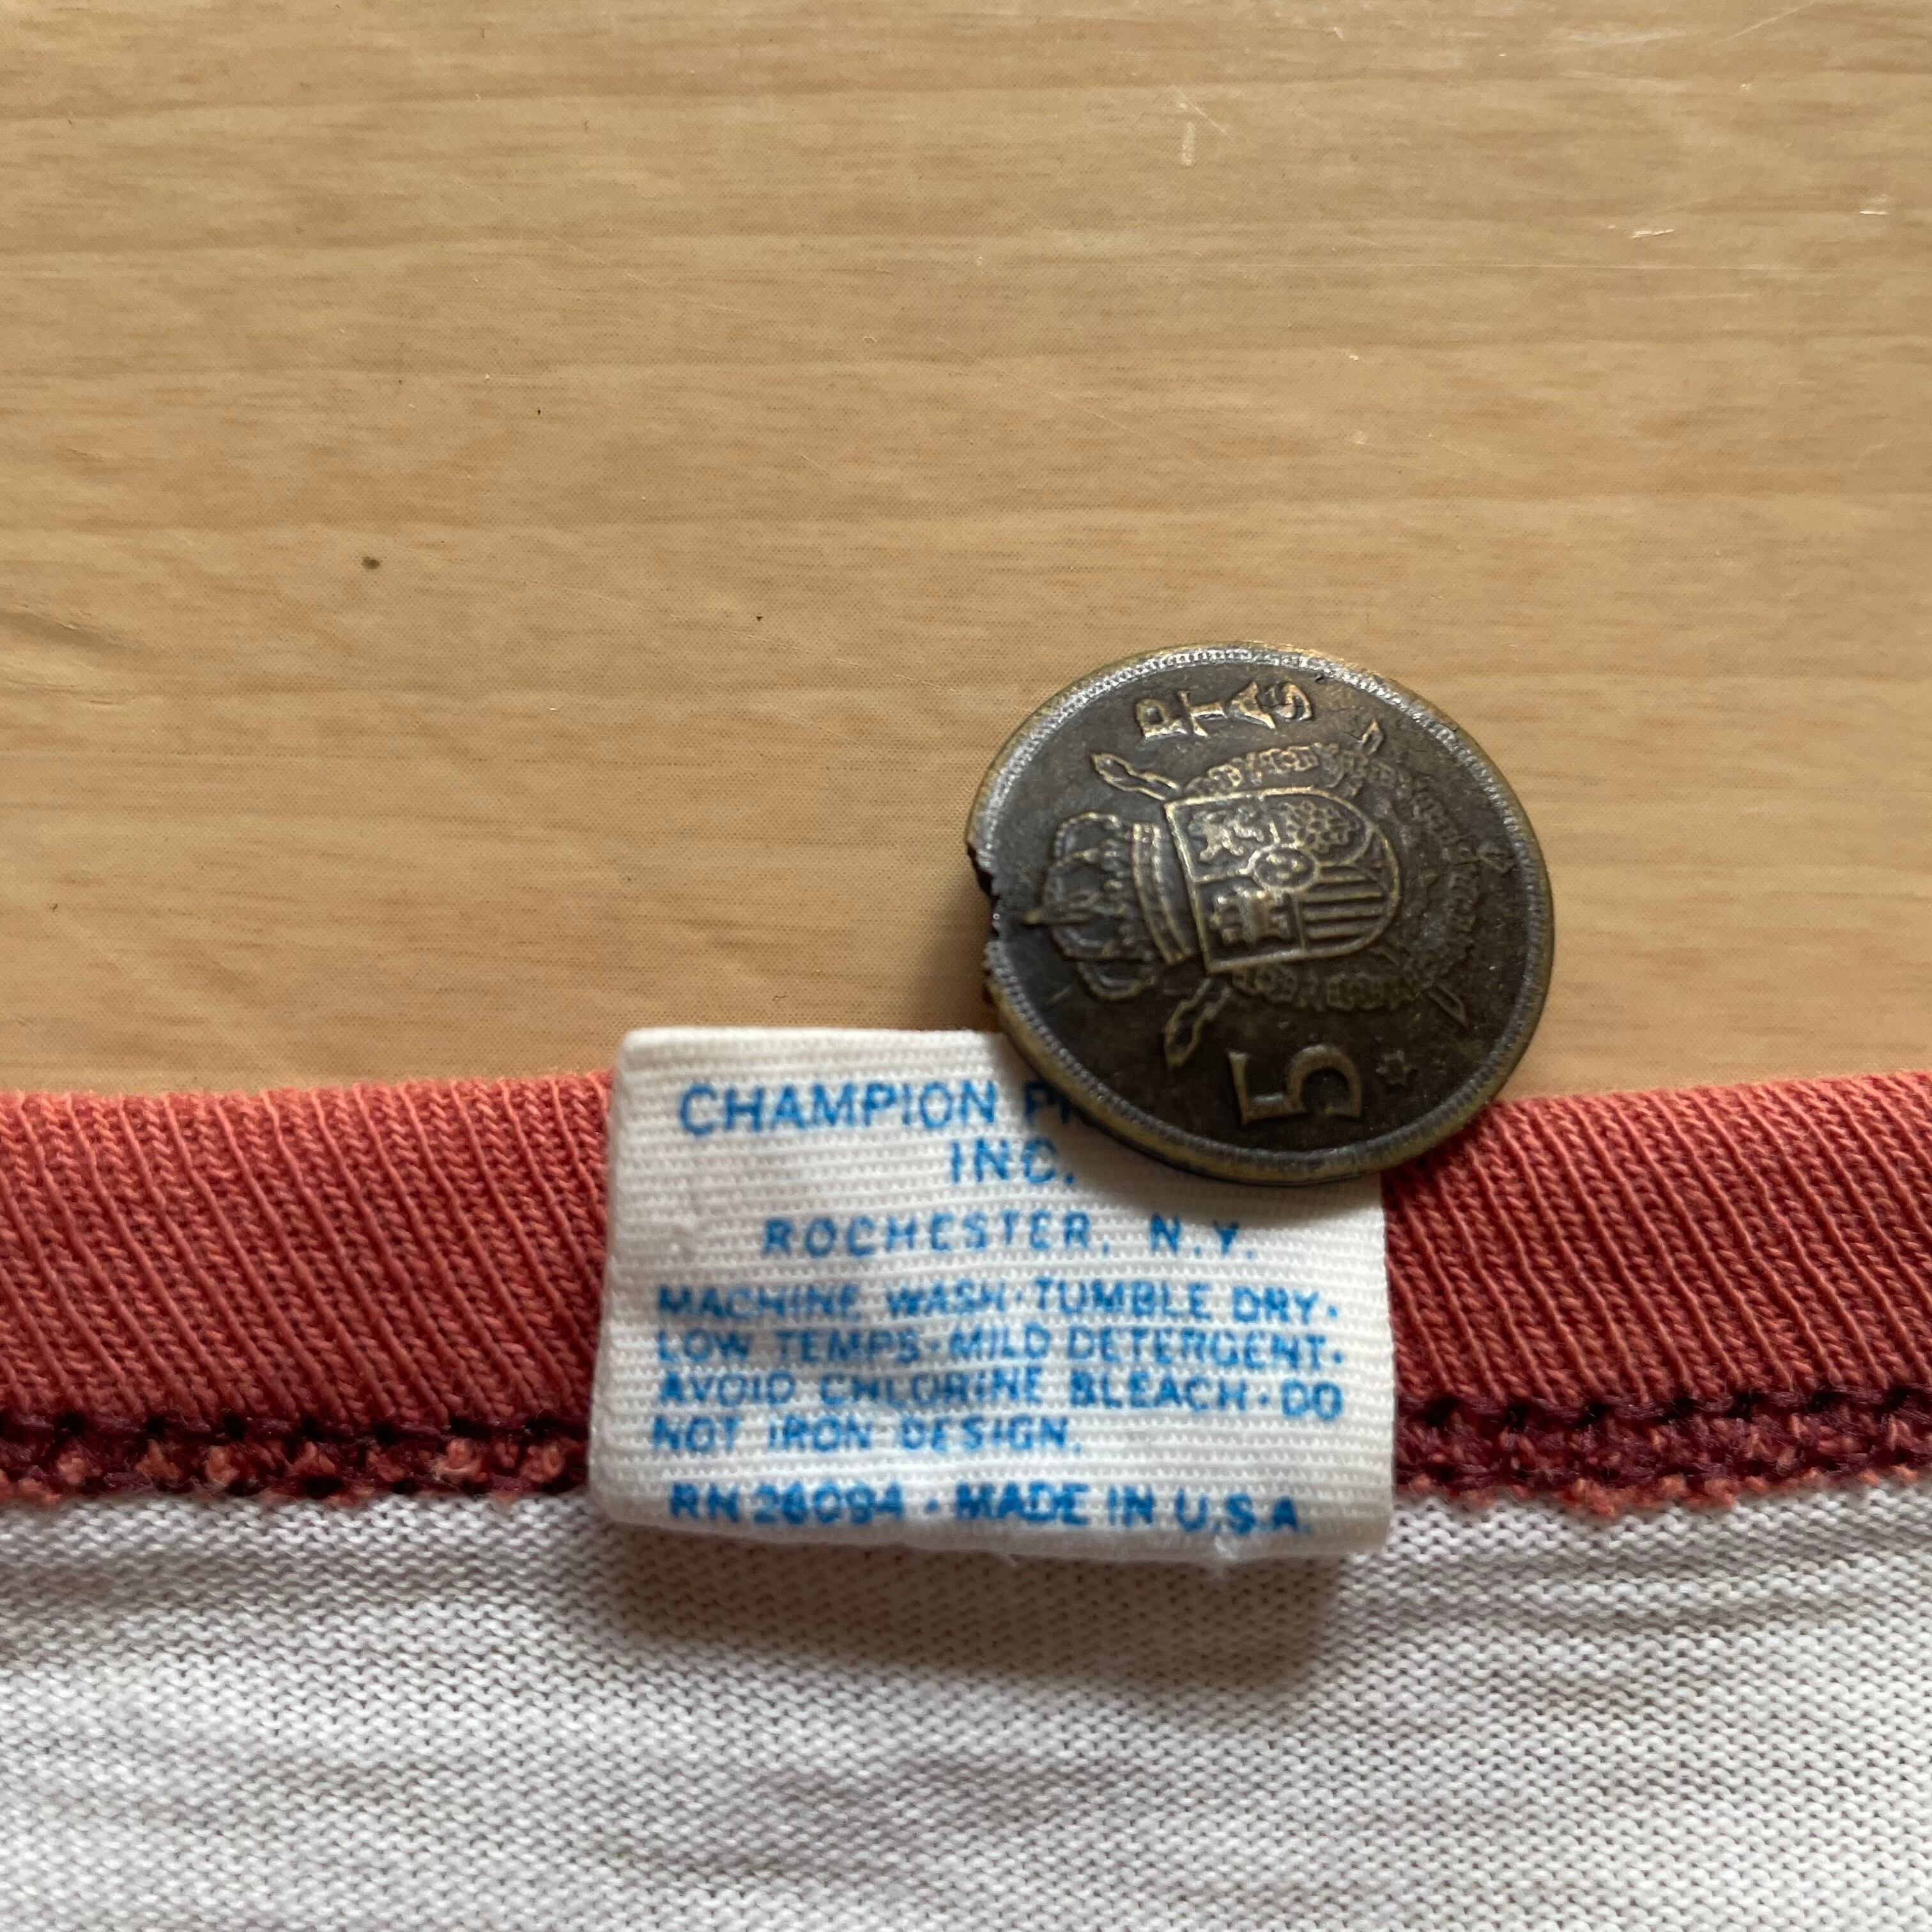 5 PTAS
CHAMPION
INC.
ROCHESTER, N.Y.
MACHINE WASH·TUMBLE DRY·
LOW TEMPS·MILD DETERGENT·
AVOID CHLORINE BLEACH·DO
NOT IRON DESIGN.
RN 26094 · MADE IN U.S.A.